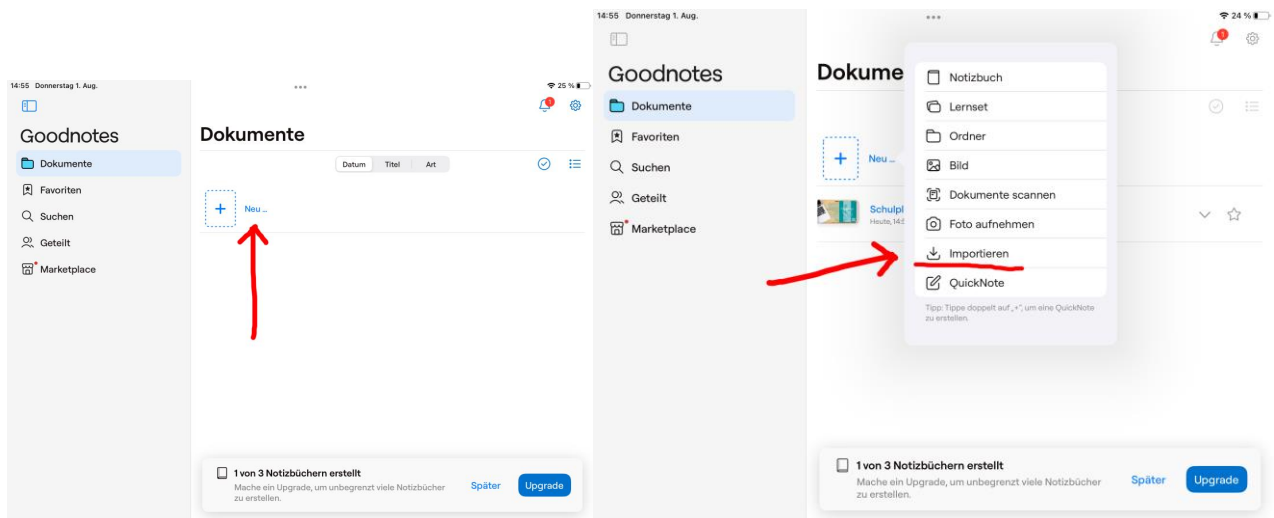 14:55 Donnerstag 1. Aug.
25 %
Goodnotes
Dokumente
Favoriten
Suchen
Geteilt
Marketplace
Dokumente
Datum Titel Art
Neu ...
1 von 3 Notizbüchern erstellt
Mache ein Upgrade, um unbegrenzt viele Notizbücher
zu erstellen.
Später
Upgrade
14:55 Donnerstag 1. Aug.
24 %
1
Goodnotes
Dokumente
Favoriten
Suchen
Geteilt
Marketplace
Dokume
Neu ...
Schulpl
Heute, 14:5
Notizbuch
Lernset
Ordner
Bild
Dokumente scannen
Foto aufnehmen
Importieren
QuickNote
Tipp: Tippe doppelt auf „+", um eine QuickNote
zu erstellen.
1 von 3 Notizbüchern erstellt
Mache ein Upgrade, um unbegrenzt viele Notizbücher
zu erstellen.
Später
Upgrade